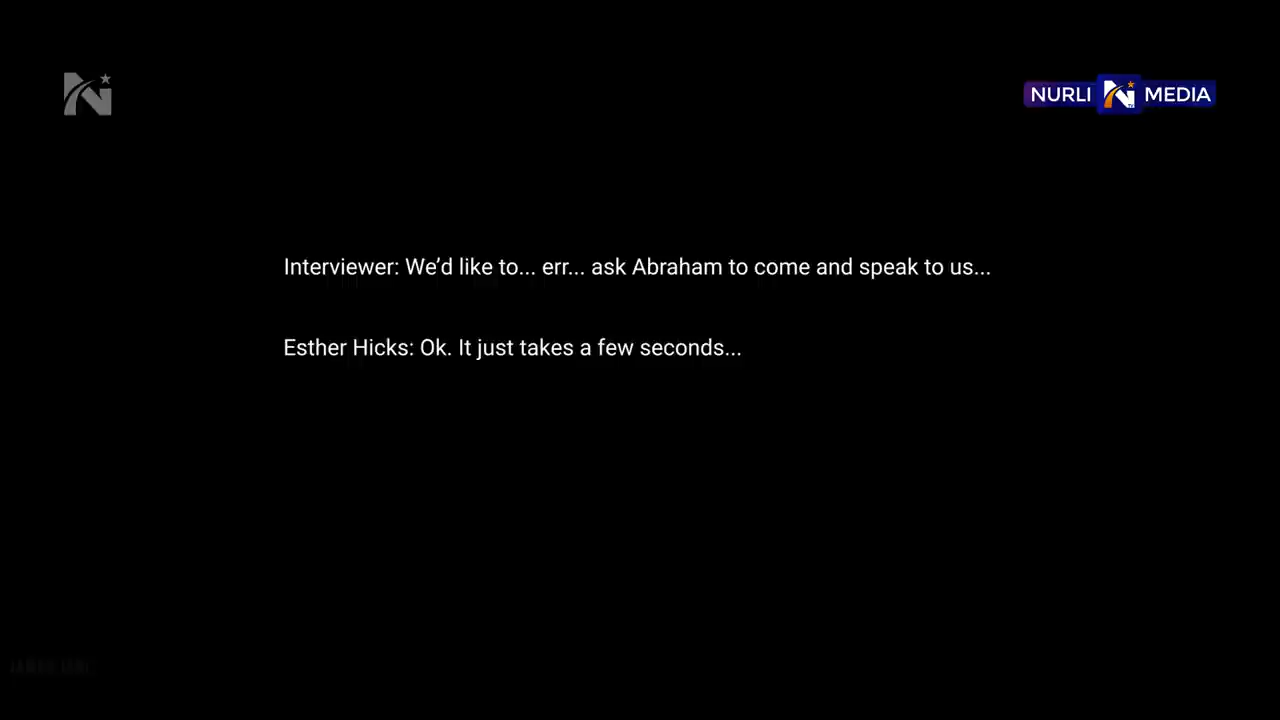 NURLI N MEDIA
Interviewer: We’d like to... err... ask Abraham to come and speak to us...
Esther Hicks: Ok. It just takes a few seconds...